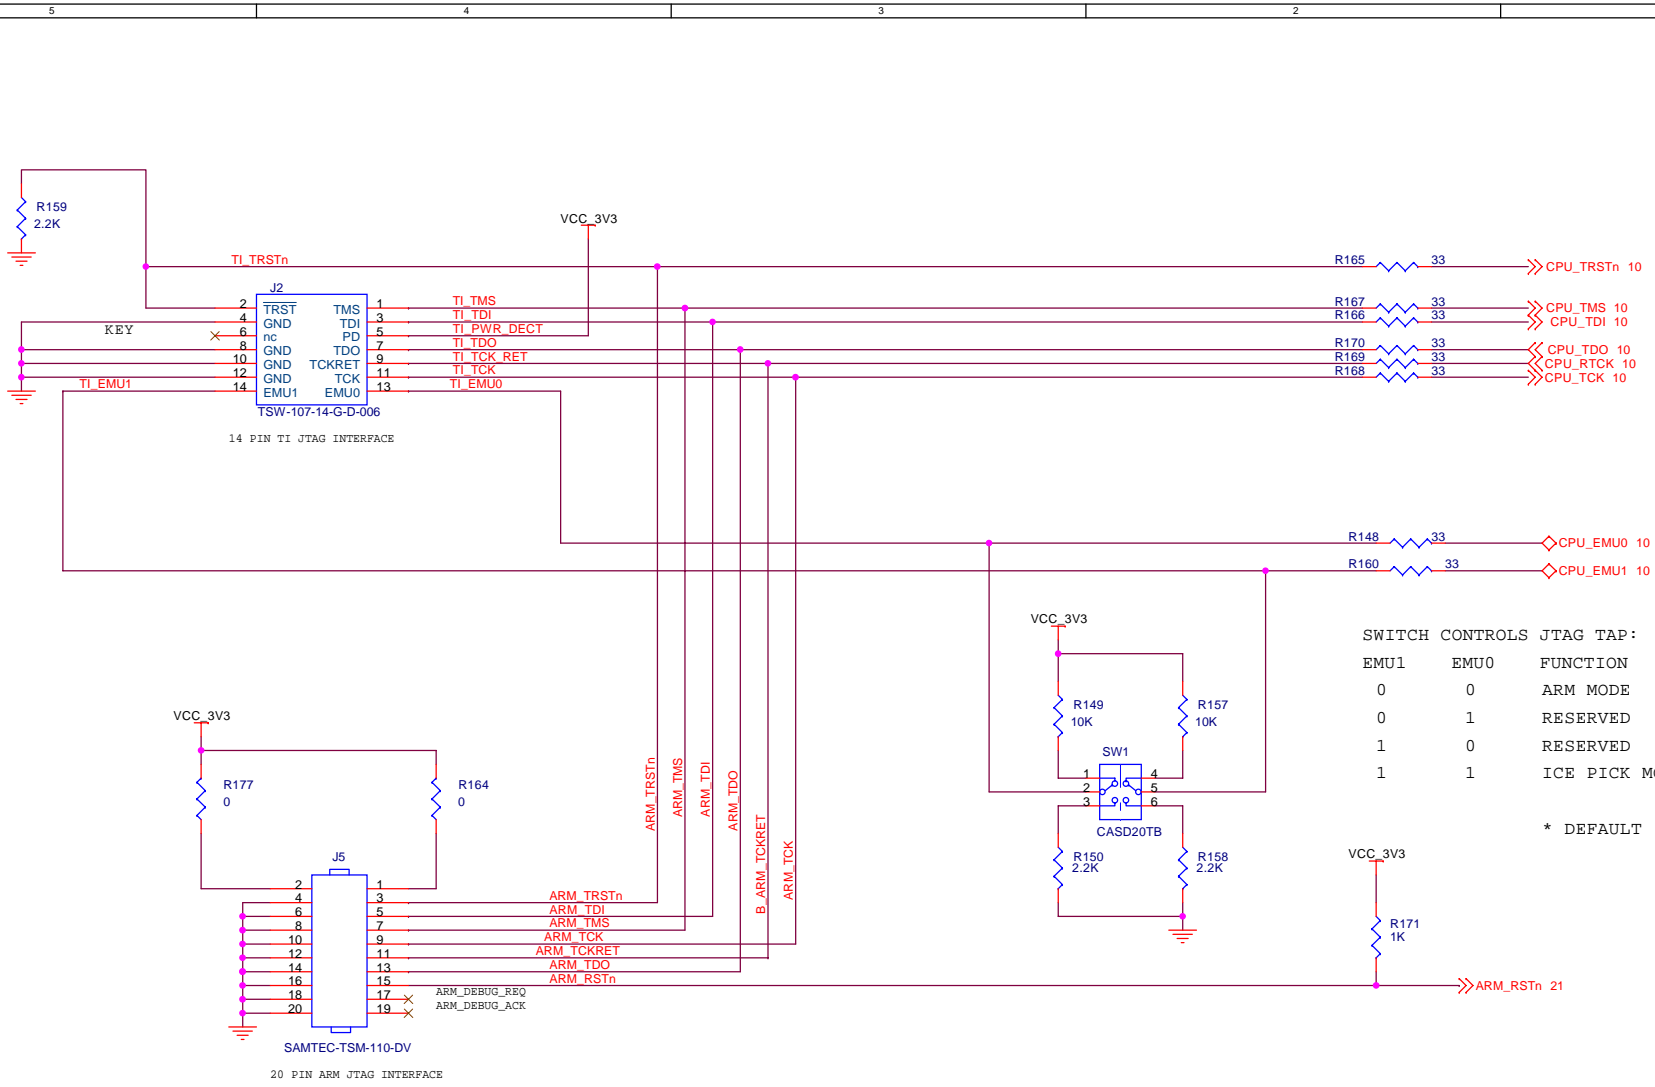 5 4 3 2
R159
2.2K
VCC_3V3
TI_TRSTn
R165 33 CPU_TRSTn 10
J2
2 TRST TMS 1 TI_TMS R167 33 CPU_TMS 10
4 GND TDI 3 TI_TDI R166 33 CPU_TDI 10
KEY 6 nc PD 5 TI_PWR_DECT
8 GND TDO 7 TI_TDO R170 33 CPU_TDO 10
10 GND TCKRET 9 TI_TCK_RET R169 33 CPU_RTCK 10
12 GND TCK 11 TI_TCK R168 33 CPU_TCK 10
TI_EMU1 14 EMU1 EMU0 13 TI_EMU0
TSW-107-14-G-D-006
14 PIN TI JTAG INTERFACE
R148 33 CPU_EMU0 10
R160 33 CPU_EMU1 10
VCC_3V3
SWITCH CONTROLS JTAG TAP:
EMU1 EMU0 FUNCTION
0 0 ARM MODE
0 1 RESERVED
1 0 RESERVED
1 1 ICE PICK
* DEFAULT
R149
10K
R157
10K
SW1
1 4
2 5
3 6
CASD20TB
R150
2.2K
R158
2.2K
VCC_3V3
R171
1K
VCC_3V3
R177
0
R164
0
ARM_TRSTn
ARM_TMS
ARM_TDI
ARM_TDO
B_ARM_TCKRET
ARM_TCK
J5
2 1
4 3 ARM_TRSTn
6 5 ARM_TDI
8 7 ARM_TMS
10 9 ARM_TCK
12 11 ARM_TCKRET
14 13 ARM_TDO
16 15 ARM_RSTn ARM_RSTn 21
18 17 ARM_DEBUG_REQ
20 19 ARM_DEBUG_ACK
SAMTEC-TSM-110-DV
20 PIN ARM JTAG INTERFACE